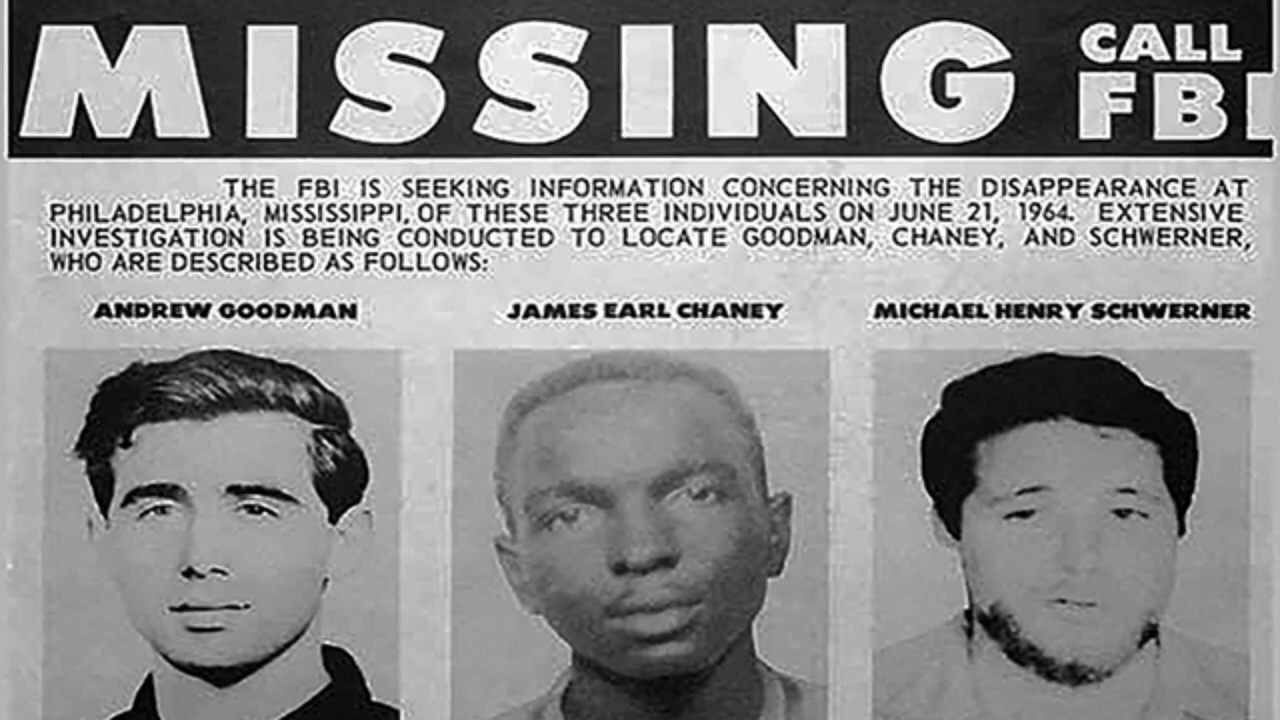 MISSING CALL FBI
THE FBI IS SEEKING INFORMATION CONCERNING THE DISAPPEARANCE AT
PHILADELPHIA, MISSISSIPPI, OF THESE THREE INDIVIDUALS ON JUNE 21, 1964. EXTENSIVE
INVESTIGATION IS BEING CONDUCTED TO LOCATE GOODMAN, CHANEY, AND SCHWERNER,
WHO ARE DESCRIBED AS FOLLOWS:
ANDREW GOODMAN JAMES EARL CHANEY MICHAEL HENRY SCHWERNER